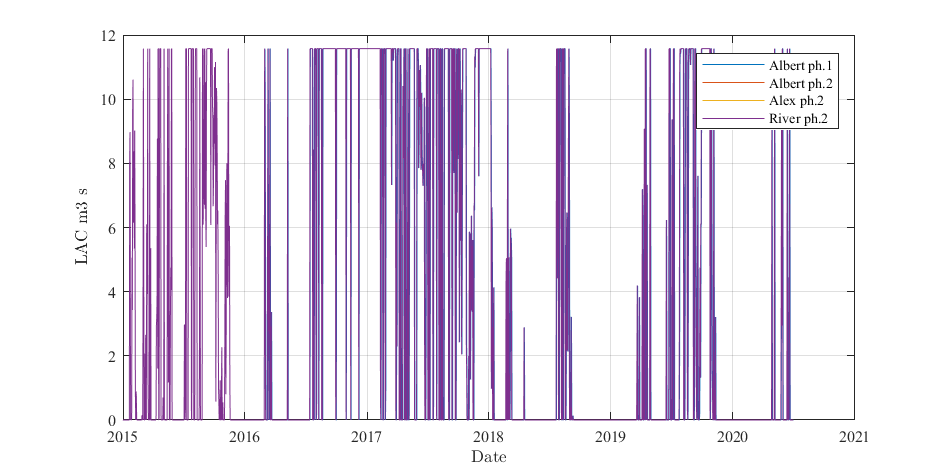 12
10
8
6
4
2
0
LAC m3 s
2015 2016 2017 2018 2019 2020 2021
Date
Albert ph.1
Albert ph.2
Alex ph.2
River ph.2